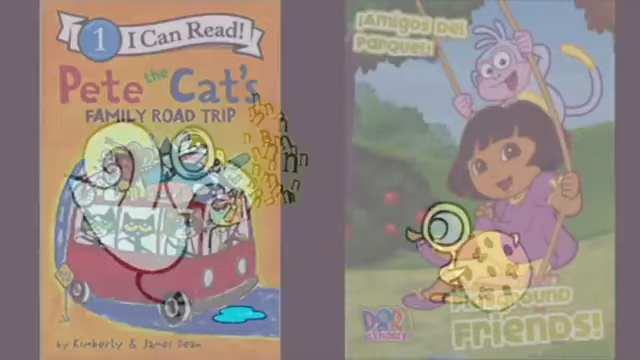 1 I Can Read!
Pete the Cat's
FAMILY ROAD TRIP
by Kimberly & James Dean
¡Amigos Del
Parque!
Playground
Friends!
DORA